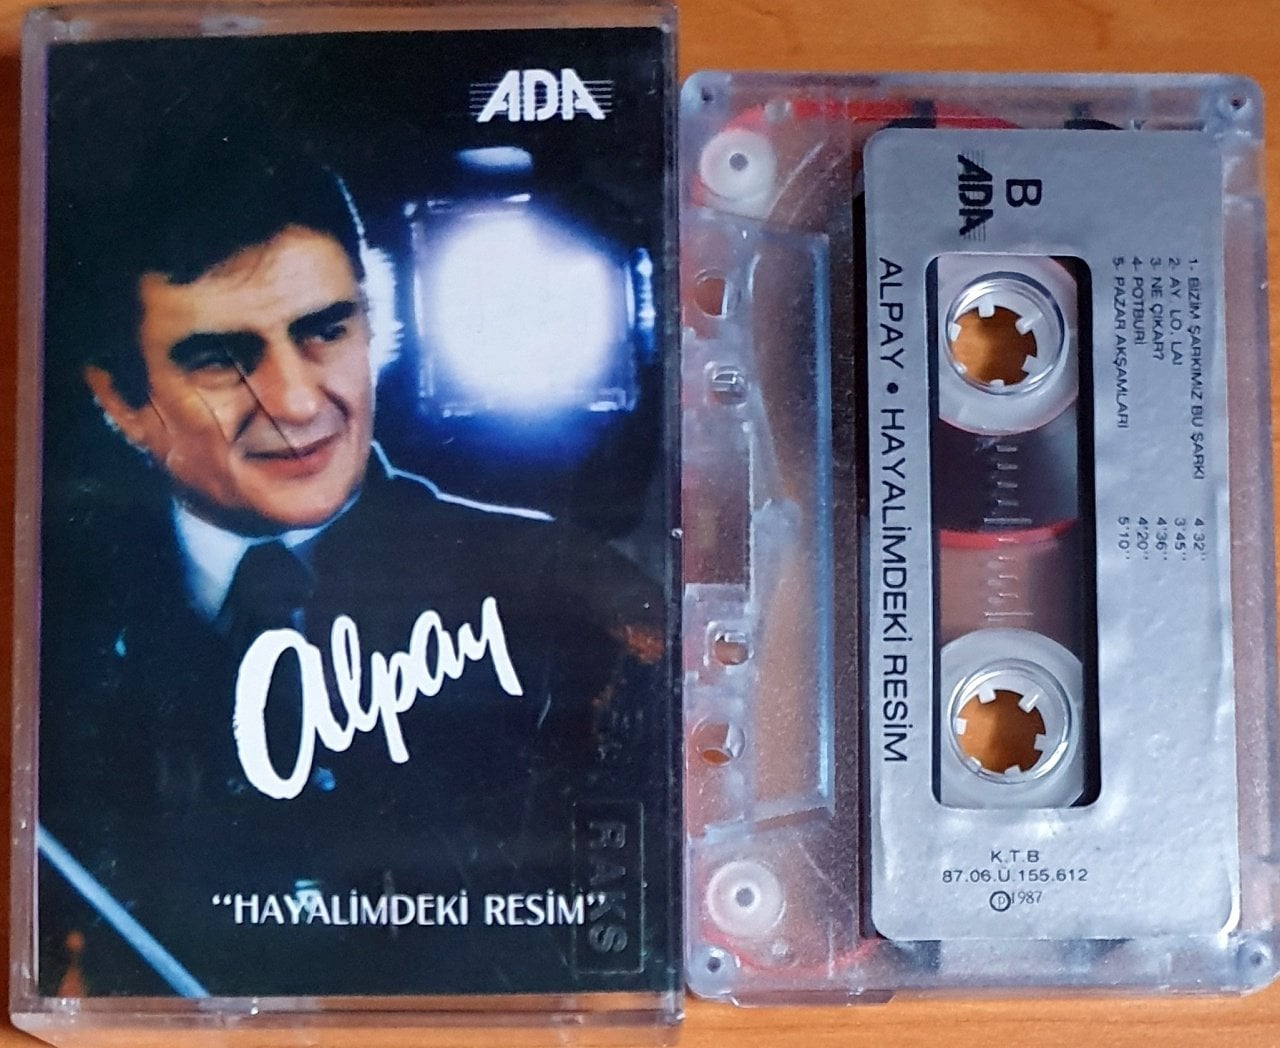 ADA
Alpay
"HAYALİMDEKİ RESİM"
RAKS
ADA
B
1- BİZİM ŞARKIMIZ BU ŞARKI 4'32''
2- AY, LO, LAI 3'45''
3- NE ÇIKAR? 4'36''
4- POTBURİ 4'20''
5- PAZAR AKŞAMLARI 5'10''
ALPAY • HAYALİMDEKİ RESİM
K.T.B
87.06.Ü.155.612
℗1987